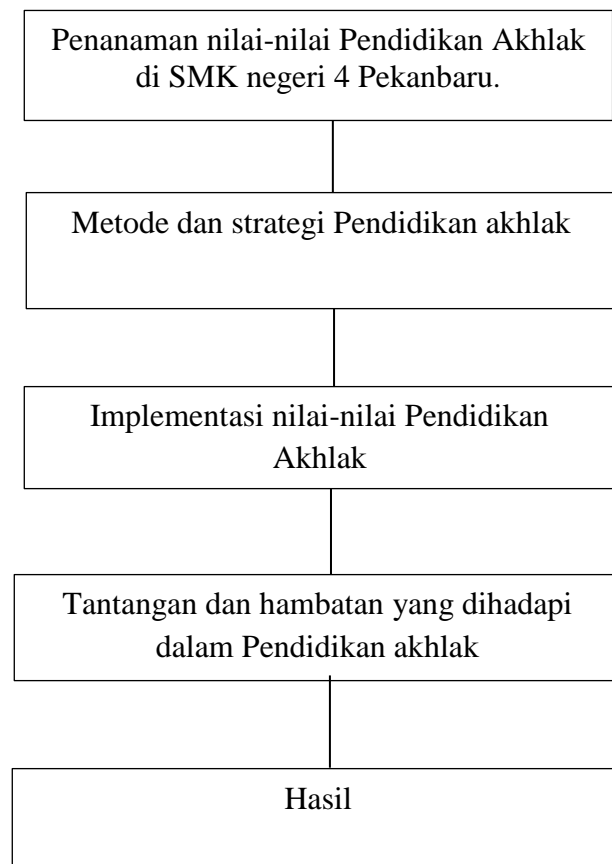 Penanaman nilai-nilai Pendidikan Akhlak
di SMK negeri 4 Pekanbaru.
Metode dan strategi Pendidikan akhlak
Implementasi nilai-nilai Pendidikan
Akhlak
Tantangan dan hambatan yang dihadapi
dalam Pendidikan akhlak
Hasil